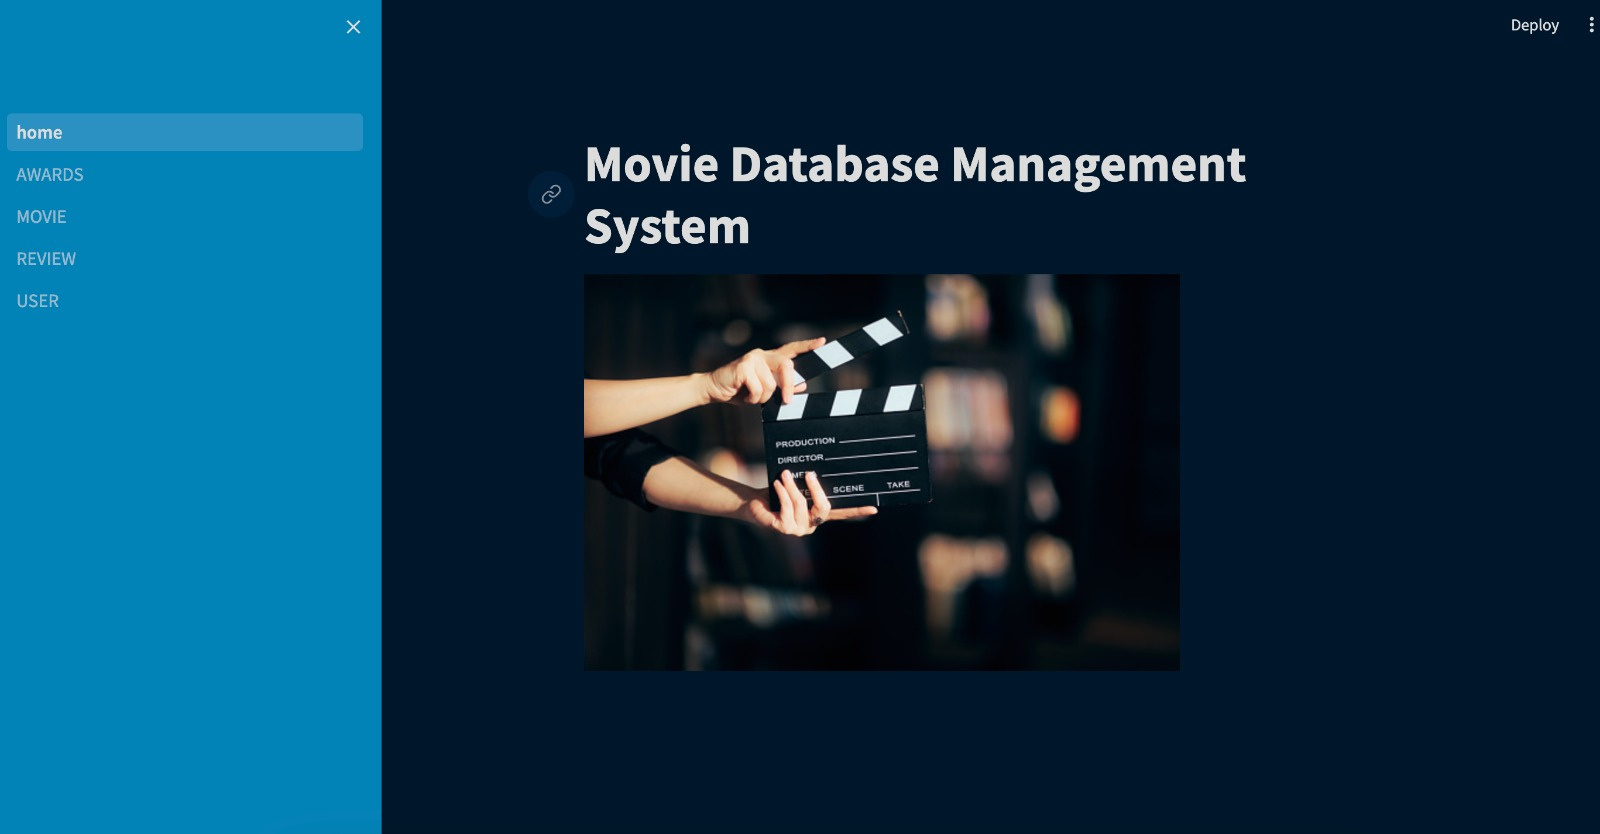 Deploy
home
AWARDS
MOVIE
REVIEW
USER
Movie Database Management
System
PRODUCTION
DIRECTOR
SCENE TAKE